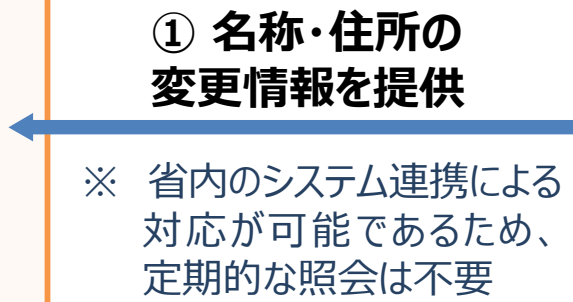 ① 名称・住所の
変更情報を提供
※ 省内のシステム連携による
対応が可能であるため、
定期的な照会は不要